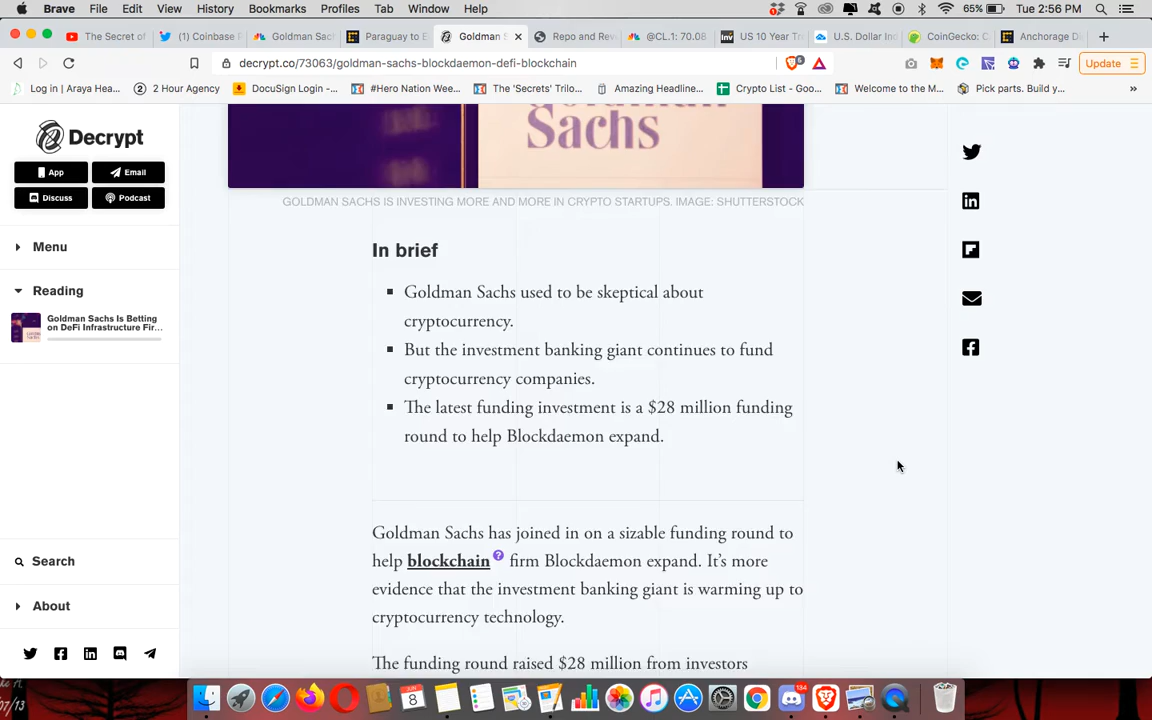 Brave File Edit View History Bookmarks Profiles Tab Window Help 65% Tue 2:56 PM
The Secret of (1) Coinbase Goldman Sac Paraguay to E Goldman S Repo and Rev @CL.1: 70.08 US 10 Year Tr U.S. Dollar Ind CoinGecko: C Anchorage Di
decrypt.co/73063/goldman-sachs-blockdaemon-defi-blockchain Update
Log in | Araya Hea... 2 Hour Agency DocuSign Login -... #Hero Nation Wee... The 'Secrets' Trilo... Amazing Headline... Crypto List - Goo... Welcome to the M... Pick parts. Build y... »
Sachs
Decrypt
App Email
Discuss Podcast
Menu
Reading
Goldman Sachs Is Betting
on DeFi Infrastructure Fir...
Search
About
GOLDMAN SACHS IS INVESTING MORE AND MORE IN CRYPTO STARTUPS. IMAGE: SHUTTERSTOCK
In brief
Goldman Sachs used to be skeptical about
cryptocurrency.
But the investment banking giant continues to fund
cryptocurrency companies.
The latest funding investment is a $28 million funding
round to help Blockdaemon expand.
Goldman Sachs has joined in on a sizable funding round to
help blockchain ? firm Blockdaemon expand. It's more
evidence that the investment banking giant is warming up to
cryptocurrency technology.
The funding round raised $28 million from investors
JUN
8
134
07/13